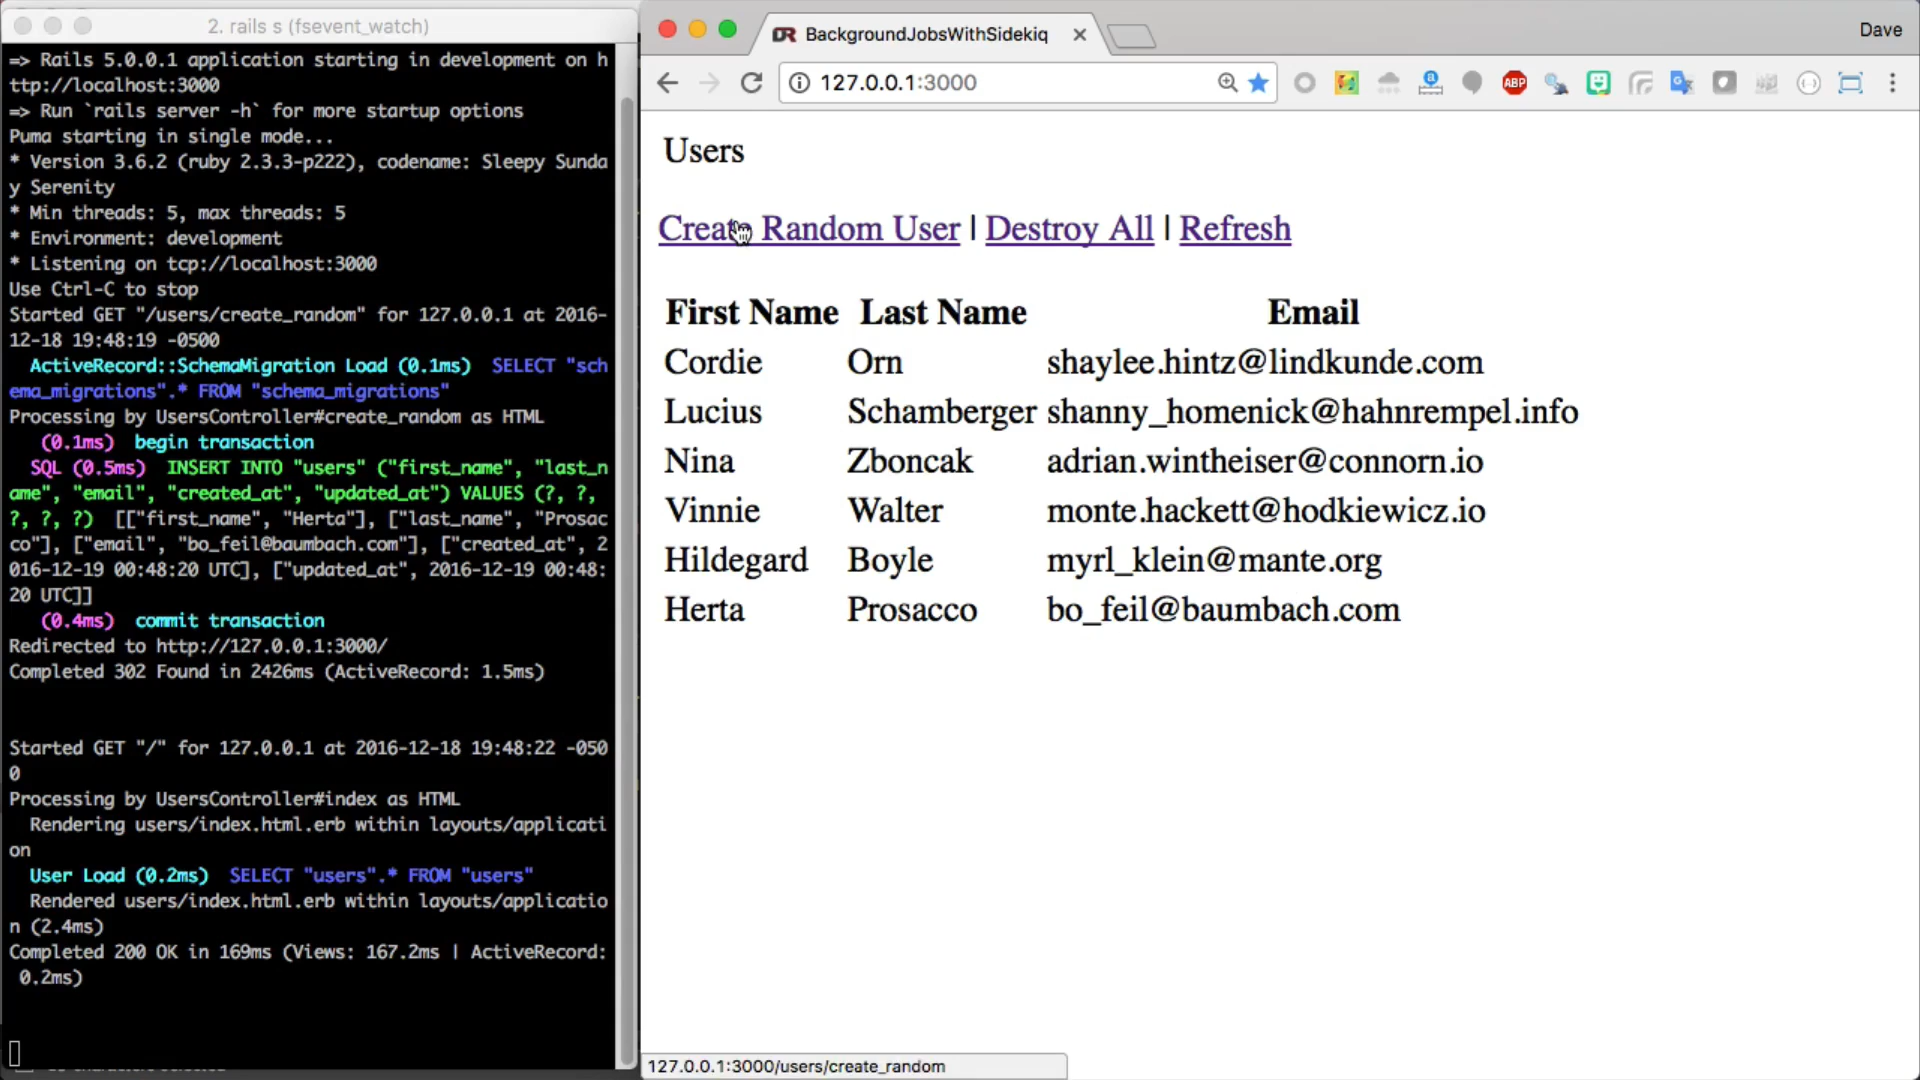 2. rails s (fsevent_watch)
=> Rails 5.0.0.1 application starting in development on h
ttp://localhost:3000
=> Run `rails server -h` for more startup options
Puma starting in single mode...
* Version 3.6.2 (ruby 2.3.3-p222), codename: Sleepy Sunda
y Serenity
* Min threads: 5, max threads: 5
* Environment: development
* Listening on tcp://localhost:3000
Use Ctrl-C to stop
Started GET "/users/create_random" for 127.0.0.1 at 2016-
12-18 19:48:19 -0500
ActiveRecord::SchemaMigration Load (0.1ms) SELECT "sch
ema_migrations".* FROM "schema_migrations"
Processing by UsersController#create_random as HTML
(0.1ms) begin transaction
SQL (0.5ms) INSERT INTO "users" ("first_name", "last_n
ame", "email", "created_at", "updated_at") VALUES (?, ?,
?, ?, ?) [["first_name", "Herta"], ["last_name", "Prosac
co"], ["email", "bo_feil@baumbach.com"], ["created_at", 2
016-12-19 00:48:20 UTC], ["updated_at", 2016-12-19 00:48:
20 UTC]]
(0.4ms) commit transaction
Redirected to http://127.0.0.1:3000/
Completed 302 Found in 2426ms (ActiveRecord: 1.5ms)
Started GET "/" for 127.0.0.1 at 2016-12-18 19:48:22 -050
0
Processing by UsersController#index as HTML
Rendering users/index.html.erb within layouts/applicati
on
User Load (0.2ms) SELECT "users".* FROM "users"
Rendered users/index.html.erb within layouts/applicatio
n (2.4ms)
Completed 200 OK in 169ms (Views: 167.2ms | ActiveRecord:
0.2ms)
DR BackgroundJobsWithSidekiq
Dave
127.0.0.1:3000
ABP
Users
Create Random User | Destroy All | Refresh
First Name Last Name Email
Cordie Orn shaylee.hintz@lindkunde.com
Lucius Schamberger shanny_homenick@hahnrempel.info
Nina Zboncak adrian.wintheiser@connorn.io
Vinnie Walter monte.hackett@hodkiewicz.io
Hildegard Boyle myrl_klein@mante.org
Herta Prosacco bo_feil@baumbach.com
127.0.0.1:3000/users/create_random